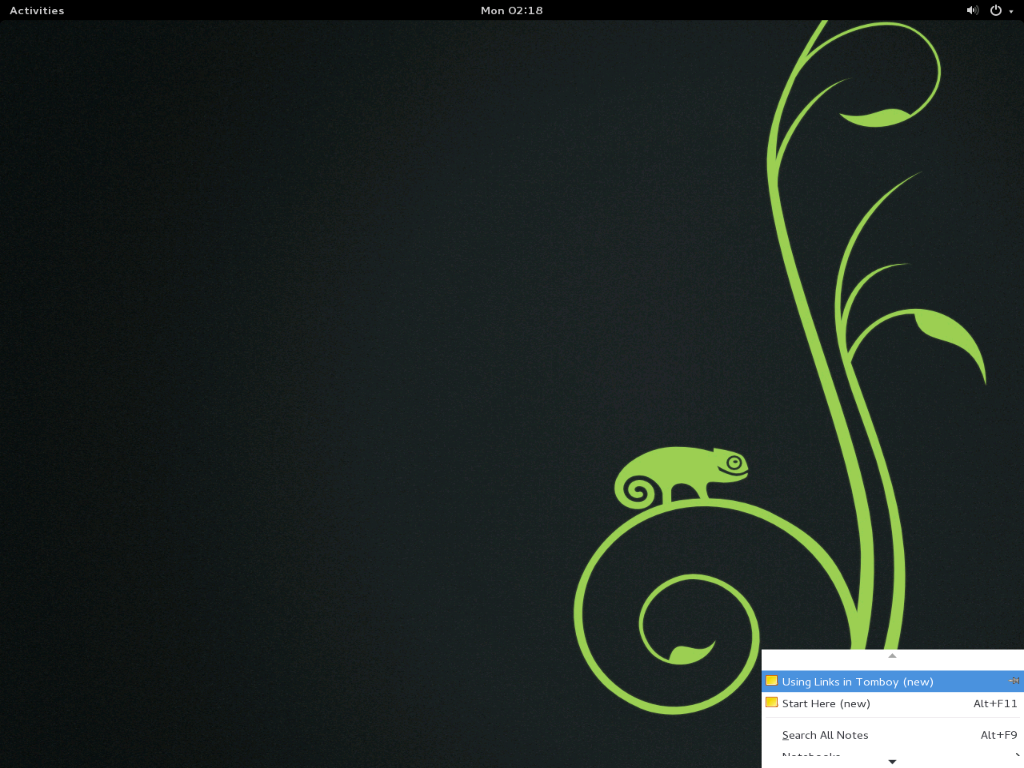 Activities
Mon 02:18
Using Links in Tomboy (new)
Start Here (new) Alt+F11
Search All Notes Alt+F9
Notebooks